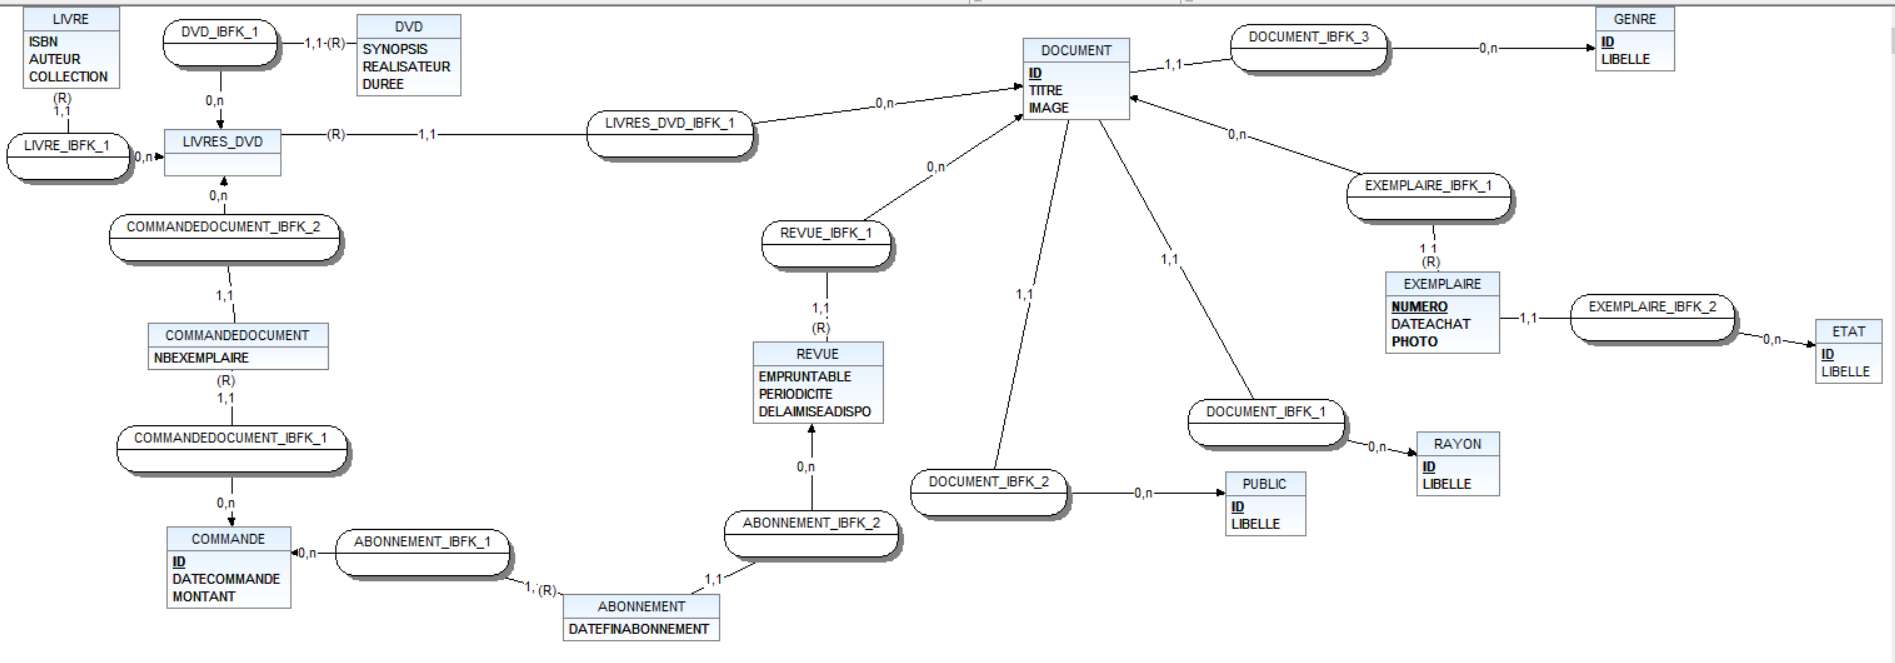 LIVRE
ISBN
AUTEUR
COLLECTION
(R)
1,1
LIVRE_IBFK_1
0,n
DVD_IBFK_1
1,1
(R)
DVD
SYNOPSIS
REALISATEUR
DUREE
0,n
LIVRES_DVD
(R)
1,1
LIVRES_DVD_IBFK_1
0,n
DOCUMENT
ID
TITRE
IMAGE
1,1
DOCUMENT_IBFK_3
0,n
GENRE
ID
LIBELLE
0,n
COMMANDEDOCUMENT_IBFK_2
1,1
COMMANDEDOCUMENT
NBEXEMPLAIRE
(R)
1,1
COMMANDEDOCUMENT_IBFK_1
0,n
COMMANDE
ID
DATECOMMANDE
MONTANT
0,n
ABONNEMENT_IBFK_1
(R)
ABONNEMENT
DATEFINABONNEMENT
1,1
ABONNEMENT_IBFK_2
0,n
REVUE
EMPRUNTABLE
PERIODICITE
DELAIMISEADISPO
(R)
1,1
REVUE_IBFK_1
0,n
1,1
DOCUMENT_IBFK_2
0,n
PUBLIC
ID
LIBELLE
1,1
DOCUMENT_IBFK_1
0,n
RAYON
ID
LIBELLE
0,n
EXEMPLAIRE_IBFK_1
1,1
(R)
EXEMPLAIRE
NUMERO
DATEACHAT
PHOTO
1,1
EXEMPLAIRE_IBFK_2
0,n
ETAT
ID
LIBELLE